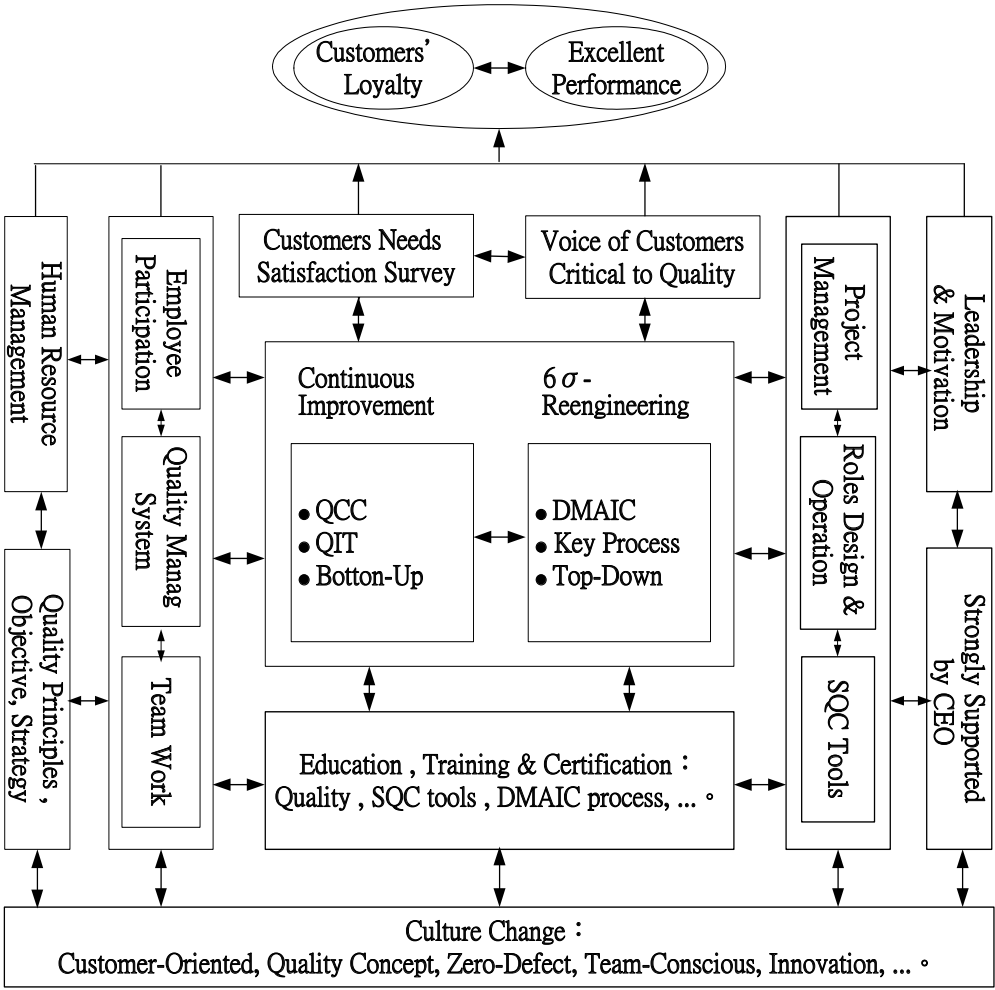 Customers'
Loyalty
Excellent
Performance
Customers Needs
Satisfaction Survey
Voice of Customers
Critical to Quality
Human Resource
Management
Employee
Participation
Project
Management
Leadership
& Motivation
Continuous
Improvement
6σ-
Reengineering
Quality Manag
System
Roles Design &
Operation
● QCC
● QIT
● Botton-Up
● DMAIC
● Key Process
● Top-Down
Quality Principles ,
Objective, Strategy
Team Work
SQC Tools
Strongly Supported
by CEO
Education , Training & Certification：
Quality , SQC tools , DMAIC process, ... 。
Culture Change：
Customer-Oriented, Quality Concept, Zero-Defect, Team-Conscious, Innovation, ... 。